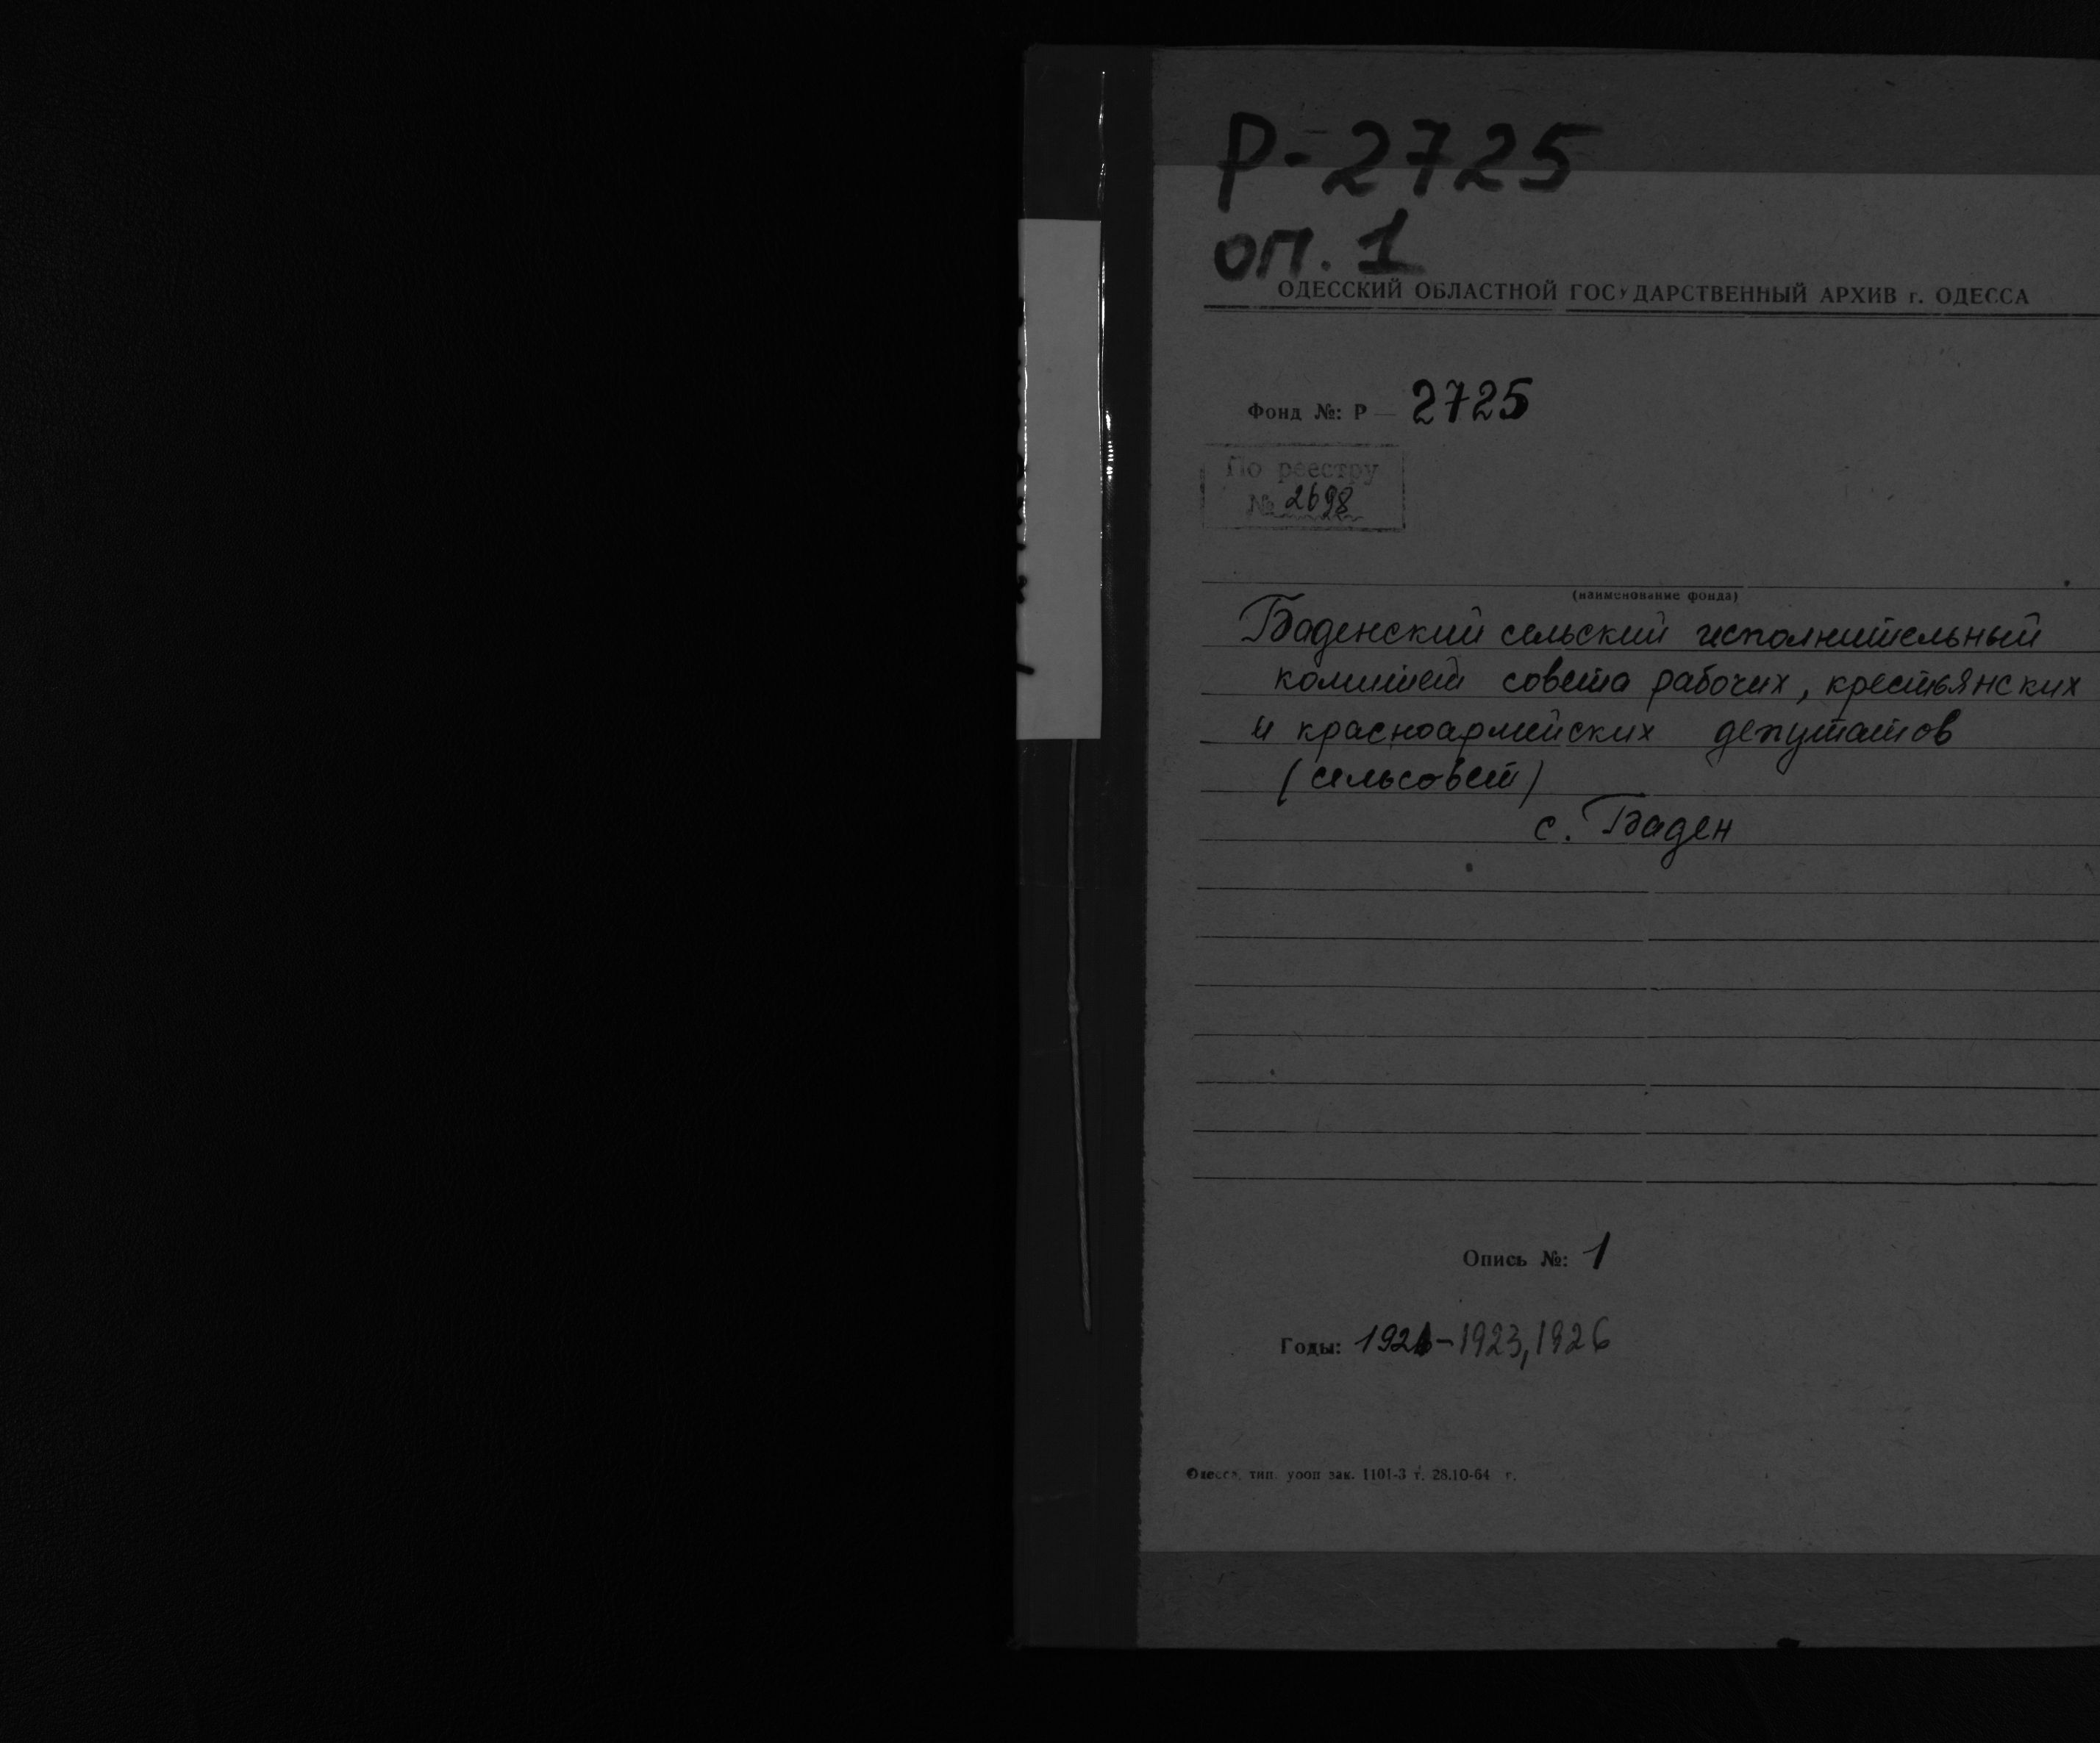 Р-2725
оп. 1
ОДЕССКИЙ ОБЛАСТНОЙ ГОСУДАРСТВЕННЫЙ АРХИВ г. ОДЕССА
Фонд №: Р — 2725
По реестру
№ 2698
(наименование фонда)
Баденский сельский исполнительный
комитет совета рабочих, крестьянских
и красноармейских депутатов
(сельсовет)
с. Баден
Опись №: 1
Годы: 1921-1923, 1926
Одесса, тип. уооп зак. 1101-3 т. 28.10-64 г.